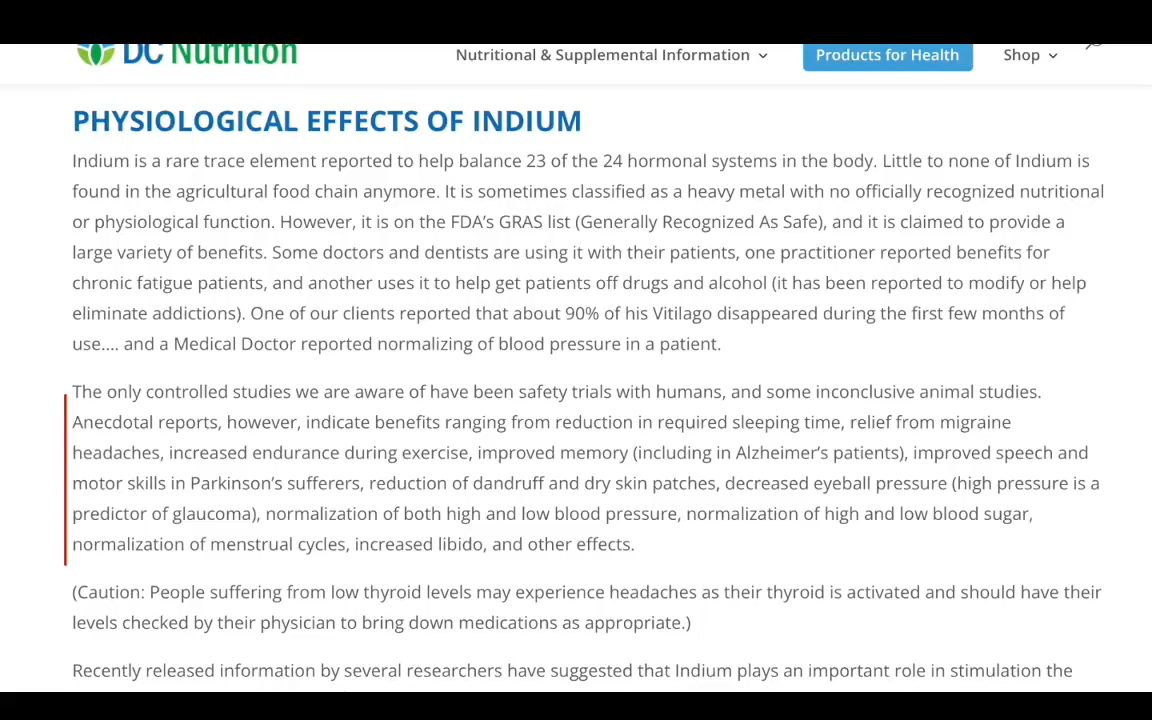 DC Nutrition
Nutritional & Supplemental Information
Products for Health
Shop
PHYSIOLOGICAL EFFECTS OF INDIUM
Indium is a rare trace element reported to help balance 23 of the 24 hormonal systems in the body. Little to none of Indium is
found in the agricultural food chain anymore. It is sometimes classified as a heavy metal with no officially recognized nutritional
or physiological function. However, it is on the FDA’s GRAS list (Generally Recognized As Safe), and it is claimed to provide a
large variety of benefits. Some doctors and dentists are using it with their patients, one practitioner reported benefits for
chronic fatigue patients, and another uses it to help get patients off drugs and alcohol (it has been reported to modify or help
eliminate addictions). One of our clients reported that about 90% of his Vitilago disappeared during the first few months of
use.... and a Medical Doctor reported normalizing of blood pressure in a patient.
The only controlled studies we are aware of have been safety trials with humans, and some inconclusive animal studies.
Anecdotal reports, however, indicate benefits ranging from reduction in required sleeping time, relief from migraine
headaches, increased endurance during exercise, improved memory (including in Alzheimer’s patients), improved speech and
motor skills in Parkinson’s sufferers, reduction of dandruff and dry skin patches, decreased eyeball pressure (high pressure is a
predictor of glaucoma), normalization of both high and low blood pressure, normalization of high and low blood sugar,
normalization of menstrual cycles, increased libido, and other effects.
(Caution: People suffering from low thyroid levels may experience headaches as their thyroid is activated and should have their
levels checked by their physician to bring down medications as appropriate.)
Recently released information by several researchers have suggested that Indium plays an important role in stimulation the